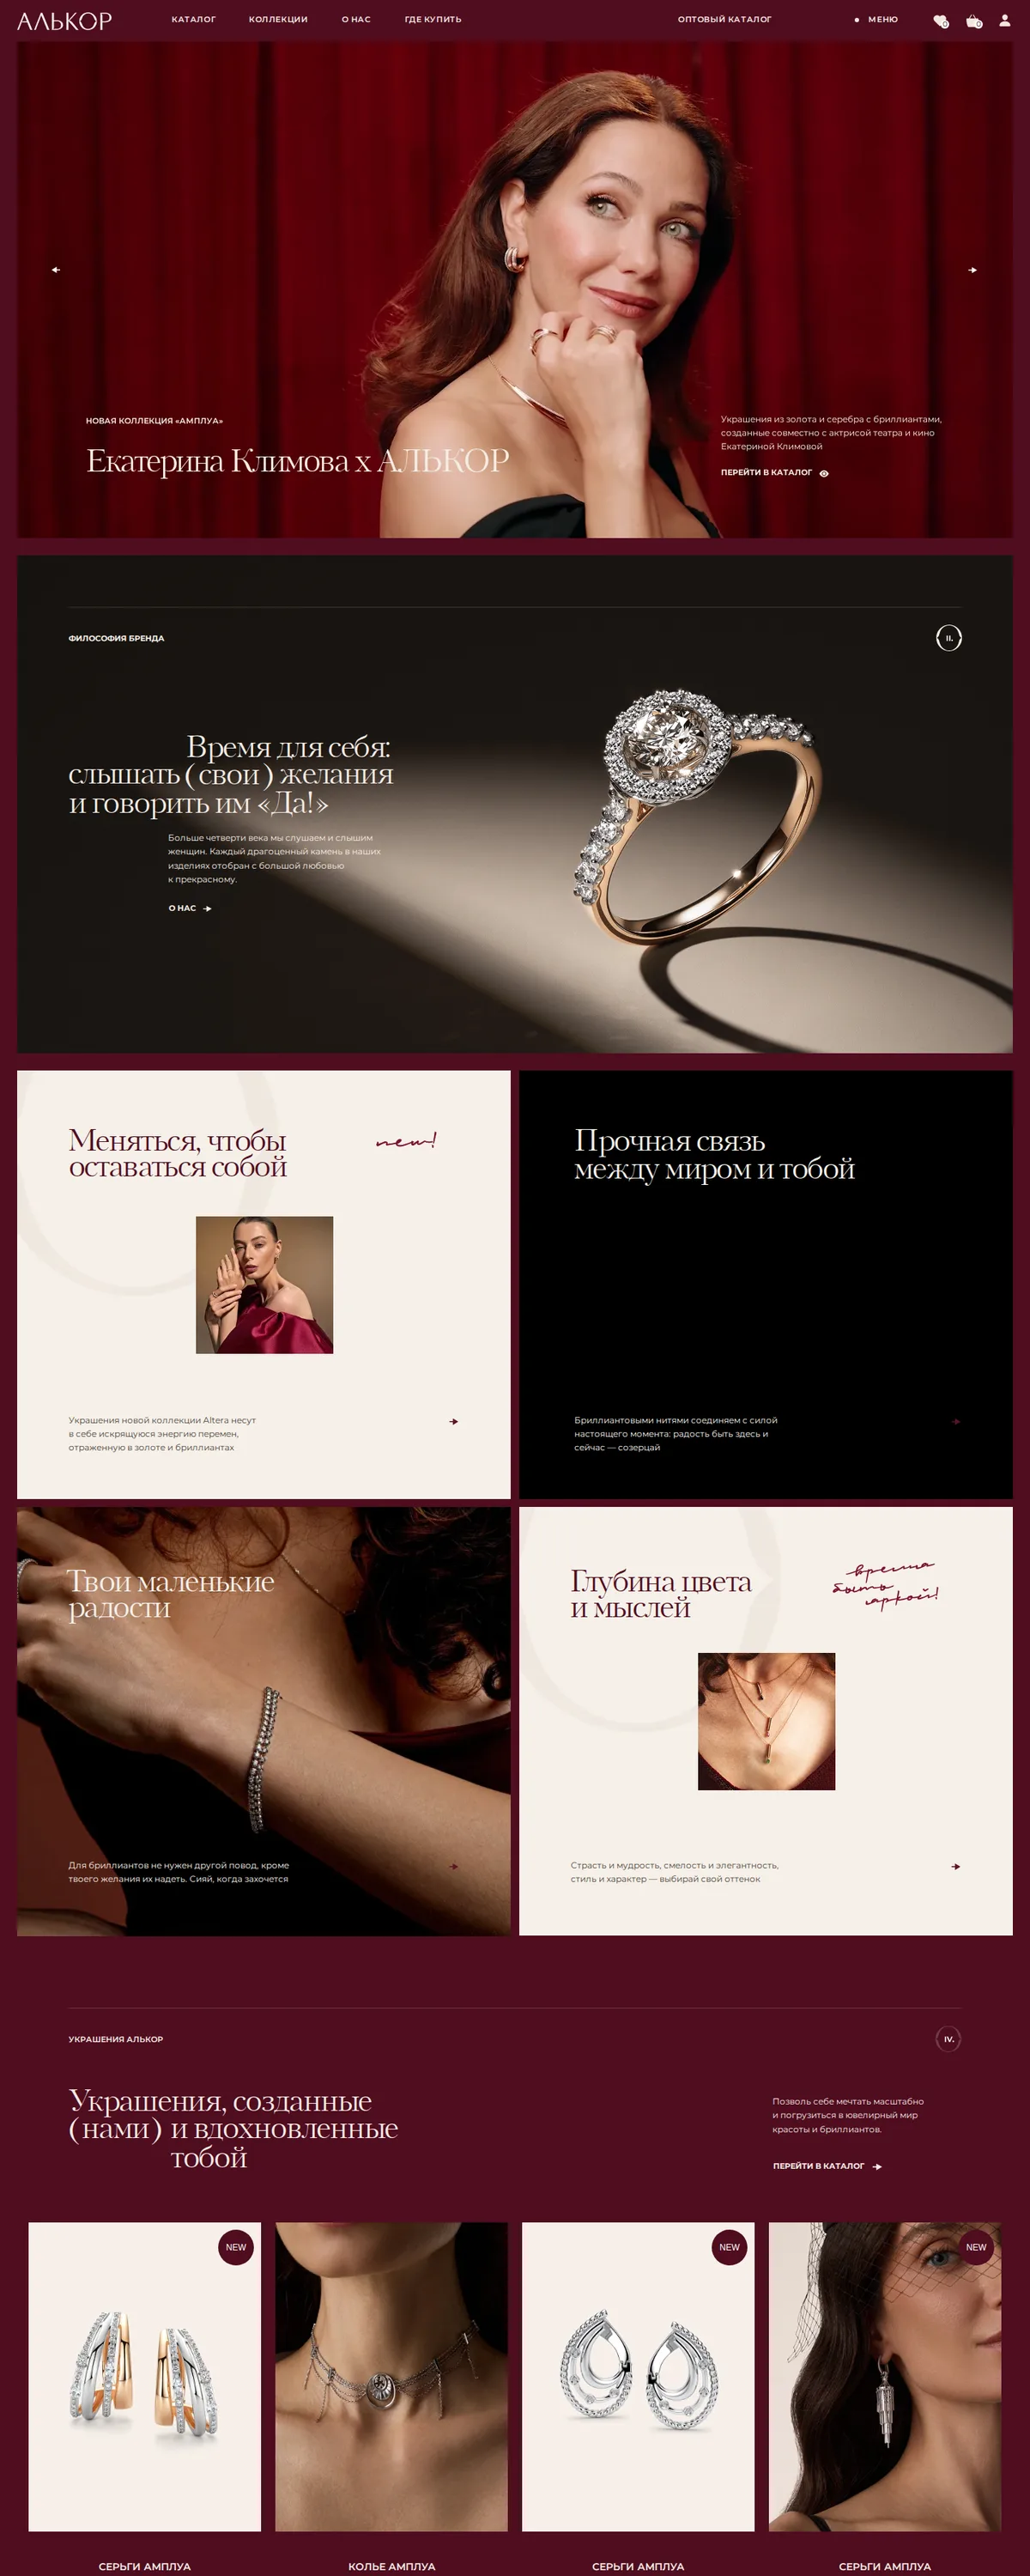 АЛЬКОР
КАТАЛОГ
КОЛЛЕКЦИИ
О НАС
ГДЕ КУПИТЬ
ОПТОВЫЙ КАТАЛОГ
МЕНЮ
0
0
НОВАЯ КОЛЛЕКЦИЯ «АМПЛУА»
Екатерина Климова x АЛЬКОР
Украшения из золота и серебра с бриллиантами,
созданные совместно с актрисой театра и кино
Екатериной Климовой
ПЕРЕЙТИ В КАТАЛОГ
ФИЛОСОФИЯ БРЕНДА
II.
Время для себя:
слышать (свои) желания
и говорить им «Да!»
Больше четверти века мы слушаем и слышим
женщин. Каждый драгоценный камень в наших
изделиях отобран с большой любовью
к прекрасному.
О НАС
Меняться, чтобы
оставаться собой
new!
Украшения новой коллекции Altera несут
в себе искрящуюся энергию перемен,
отраженную в золоте и бриллиантах
Прочная связь
между миром и тобой
Бриллиантовыми нитями соединяем с силой
настоящего момента: радость быть здесь и
сейчас — созерцай
Твои маленькие
радости
Для бриллиантов не нужен другой повод, кроме
твоего желания их надеть. Сияй, когда захочется
Глубина цвета
и мыслей
время
быть
яркой!
Страсть и мудрость, смелость и элегантность,
стиль и характер — выбирай свой оттенок
УКРАШЕНИЯ АЛЬКОР
IV.
Украшения, созданные
(нами) и вдохновленные
тобой
Позволь себе мечтать масштабно
и погрузиться в ювелирный мир
красоты и бриллиантов.
ПЕРЕЙТИ В КАТАЛОГ
NEW
NEW
NEW
СЕРЬГИ АМПЛУА
КОЛЬЕ АМПЛУА
СЕРЬГИ АМПЛУА
СЕРЬГИ АМПЛУА